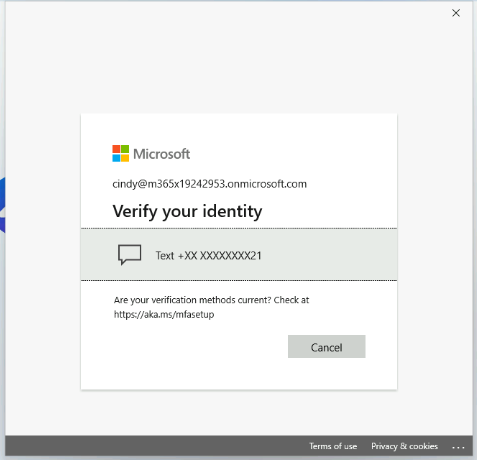 Microsoft
cindy@m365x19242953.onmicrosoft.com
Verify your identity
Text +XX XXXXXXXX21
Are your verification methods current? Check at
https://aka.ms/mfasetup
Cancel
Terms of use Privacy & cookies ...